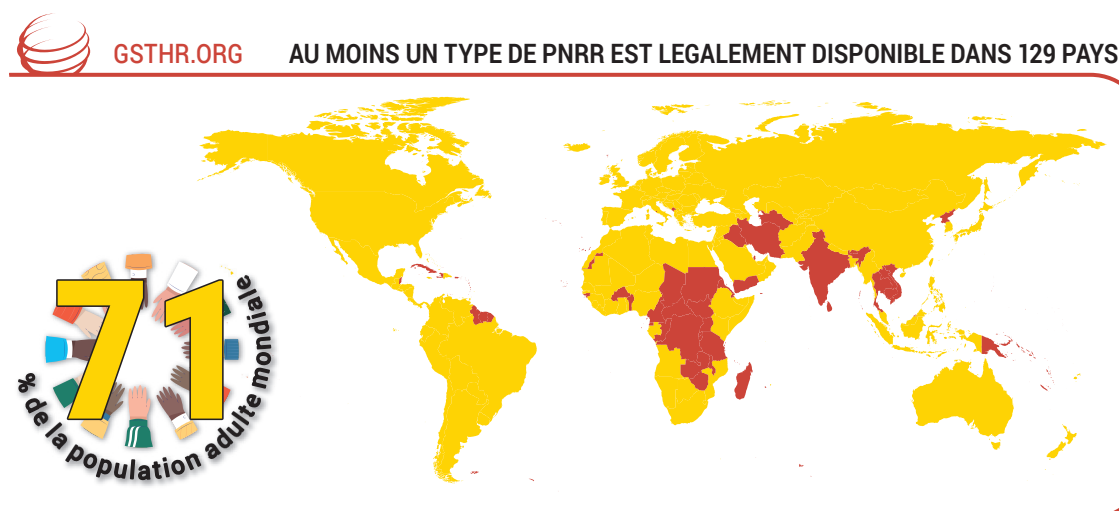 GSTHR.ORG
AU MOINS UN TYPE DE PNRR EST LEGALEMENT DISPONIBLE DANS 129 PAYS
71
% de la population adulte mondiale